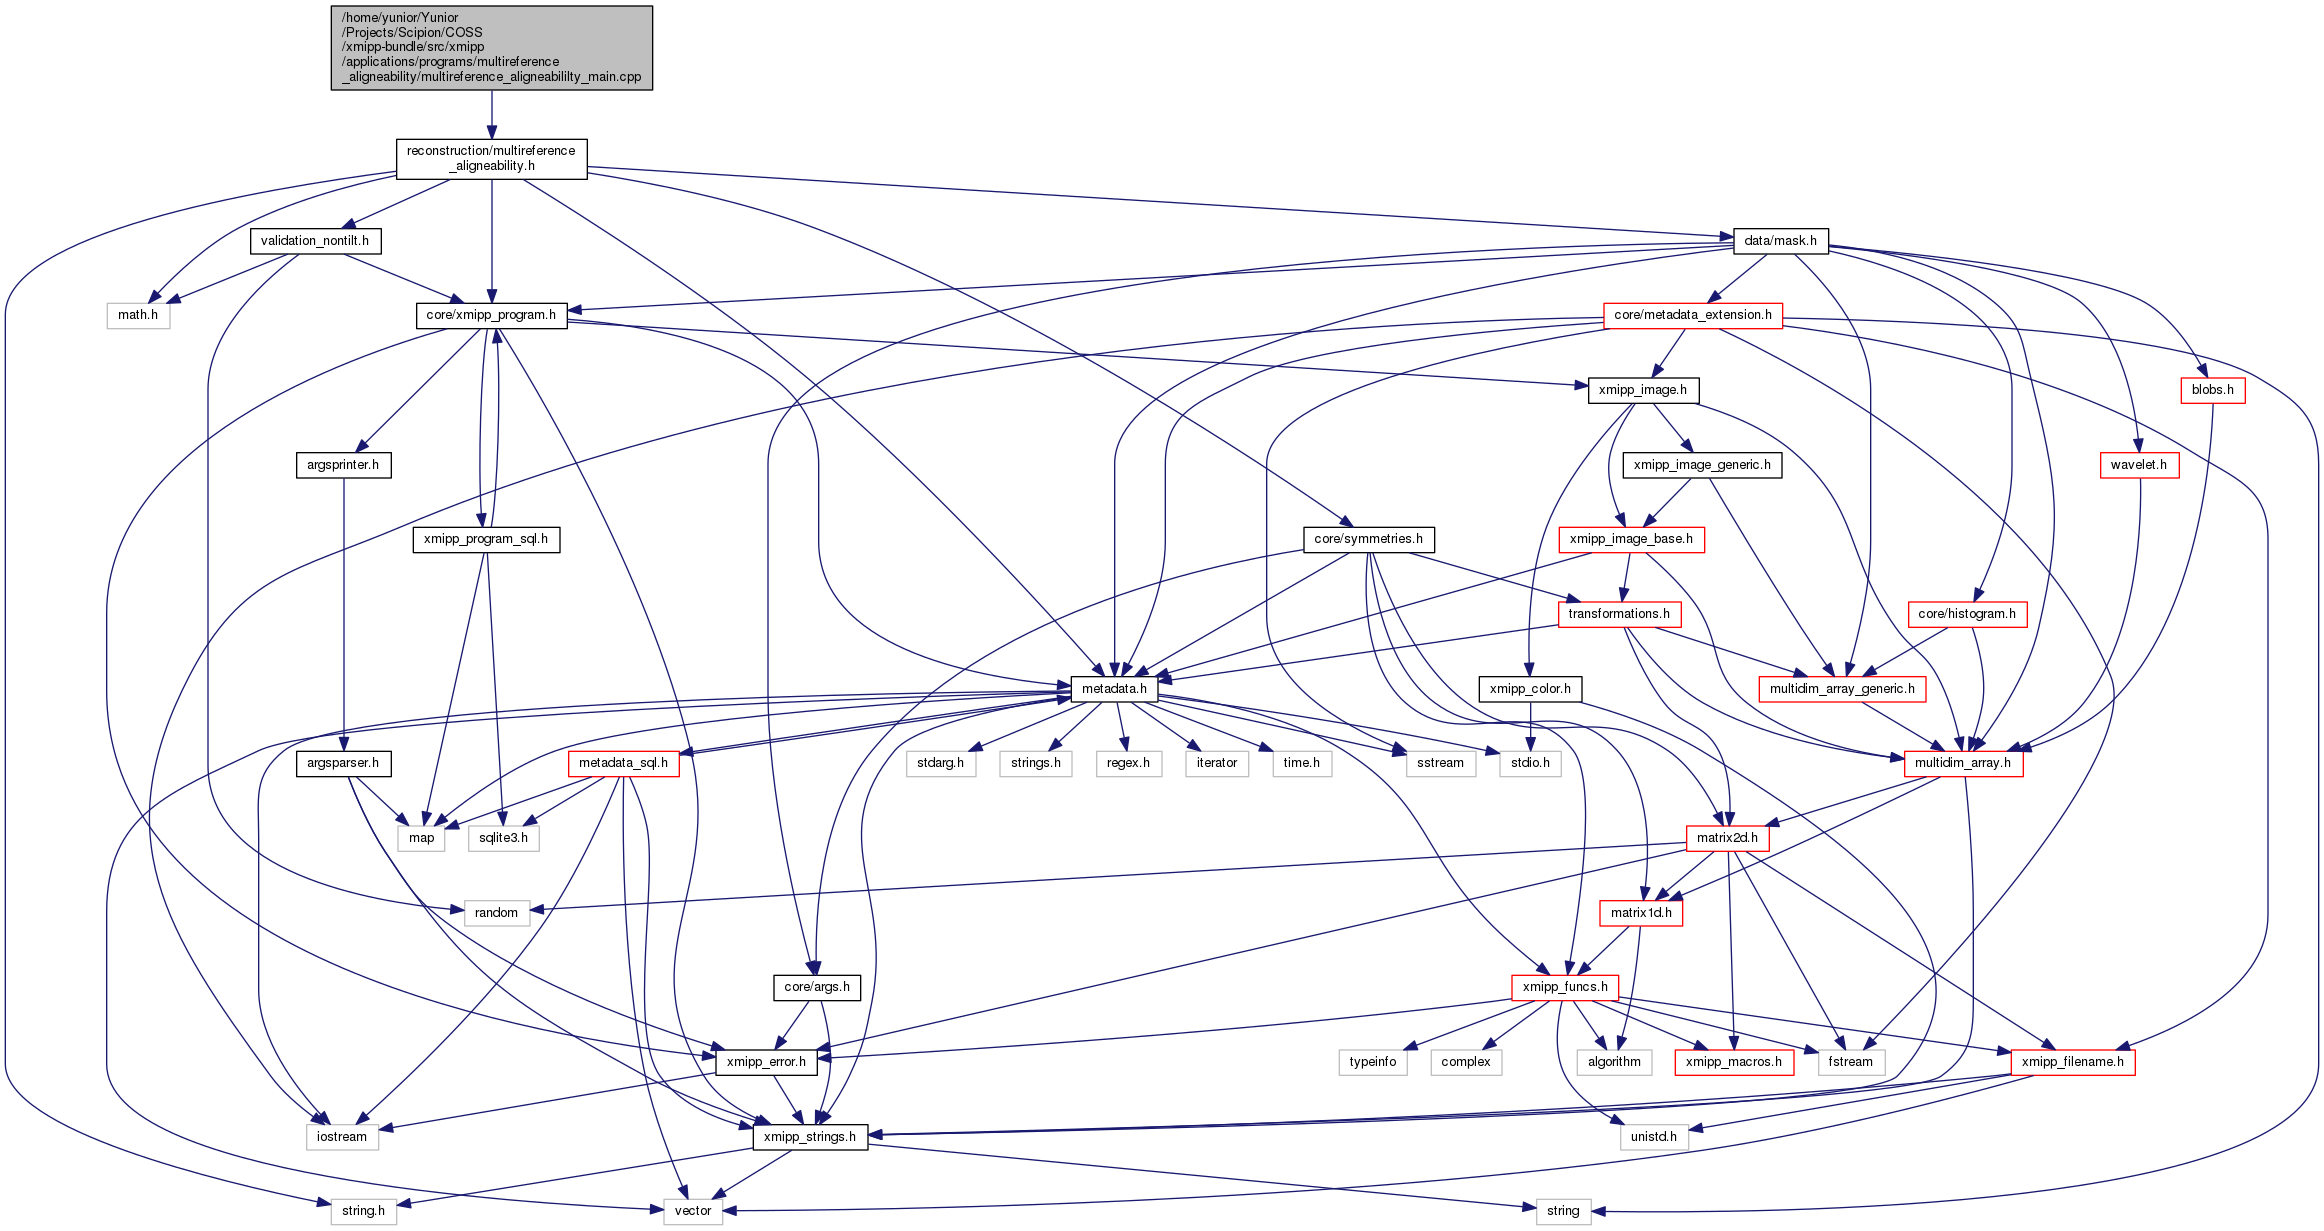 /home/yunior/Yunior
/Projects/Scipion/COSS
/xmipp-bundle/src/xmipp
/applications/programs/multireference
_aligneability/multireference_aligneabililty_main.cpp
reconstruction/multireference
_aligneability.h
validation_nontilt.h
data/mask.h
math.h
core/xmipp_program.h
core/metadata_extension.h
xmipp_image.h
blobs.h
argsprinter.h
xmipp_image_generic.h
wavelet.h
xmipp_program_sql.h
core/symmetries.h
xmipp_image_base.h
transformations.h
core/histogram.h
metadata.h
xmipp_color.h
multidim_array_generic.h
argsparser.h
metadata_sql.h
stdarg.h
strings.h
regex.h
iterator
time.h
sstream
stdio.h
multidim_array.h
map
sqlite3.h
matrix2d.h
random
matrix1d.h
core/args.h
xmipp_funcs.h
xmipp_error.h
typeinfo
complex
algorithm
xmipp_macros.h
fstream
xmipp_filename.h
iostream
xmipp_strings.h
unistd.h
string.h
vector
string